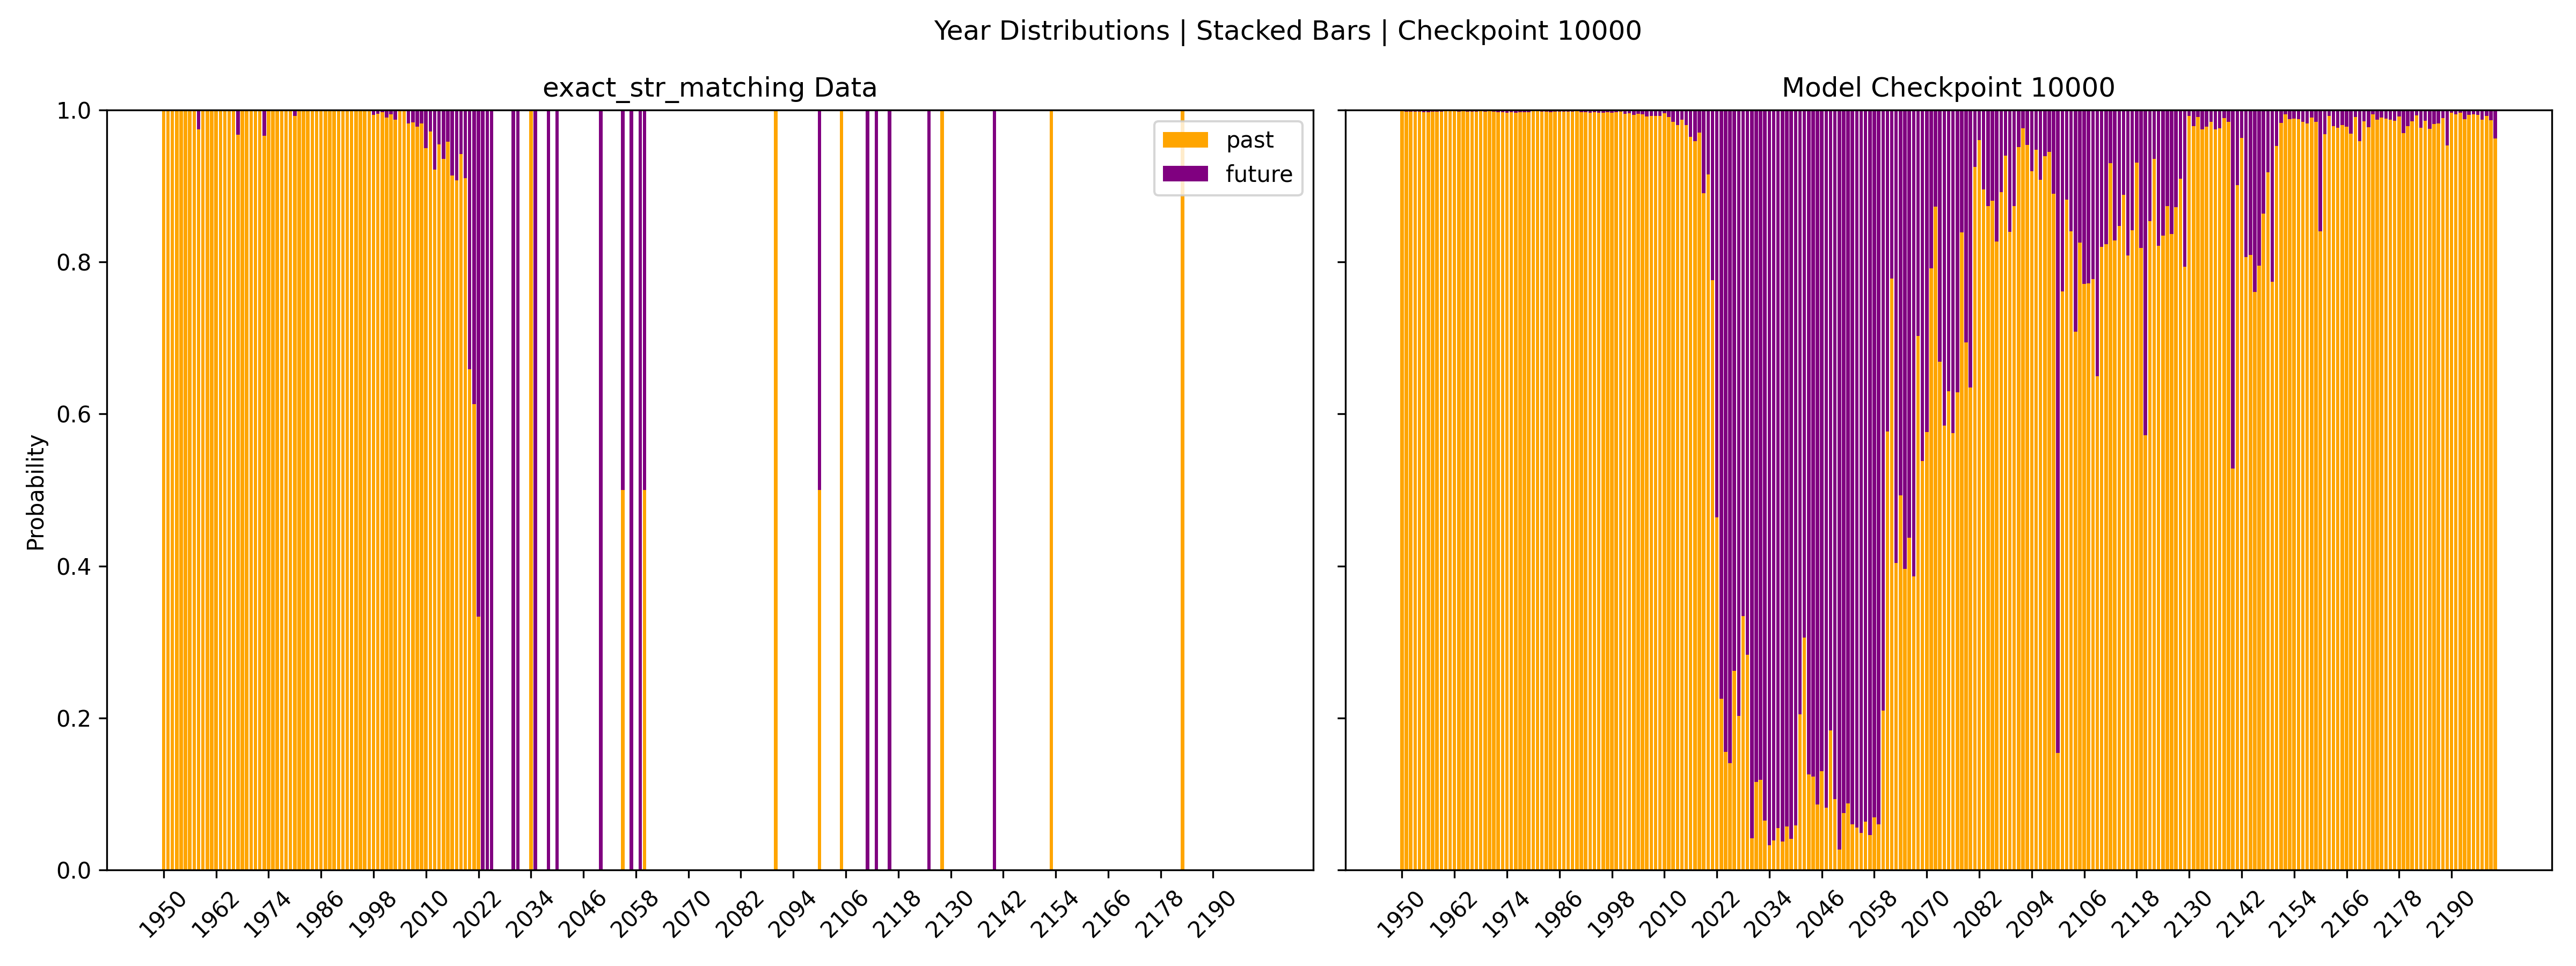 Year Distributions | Stacked Bars | Checkpoint 10000
exact_str_matching Data
Model Checkpoint 10000
past
future
Probability
1.0
0.8
0.6
0.4
0.2
0.0
1950 1962 1974 1986 1998 2010 2022 2034 2046 2058 2070 2082 2094 2106 2118 2130 2142 2154 2166 2178 2190
1950 1962 1974 1986 1998 2010 2022 2034 2046 2058 2070 2082 2094 2106 2118 2130 2142 2154 2166 2178 2190